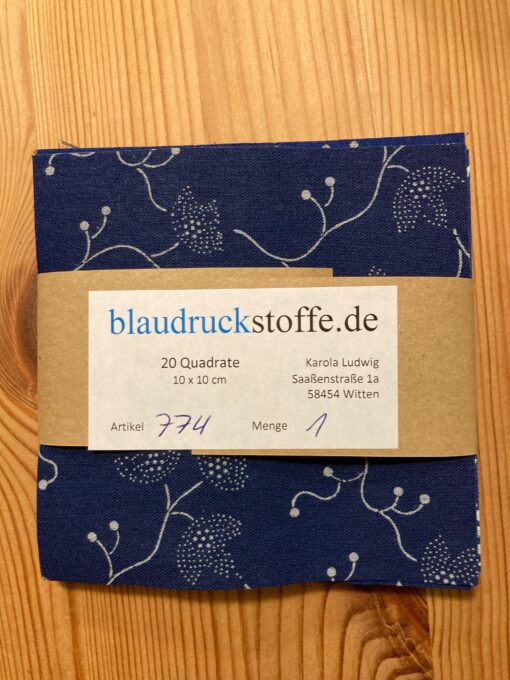 blaudruckstoffe.de
20 Quadrate
10 x 10 cm
Karola Ludwig
Saaßenstraße 1a
58454 Witten
Artikel 774 Menge 1